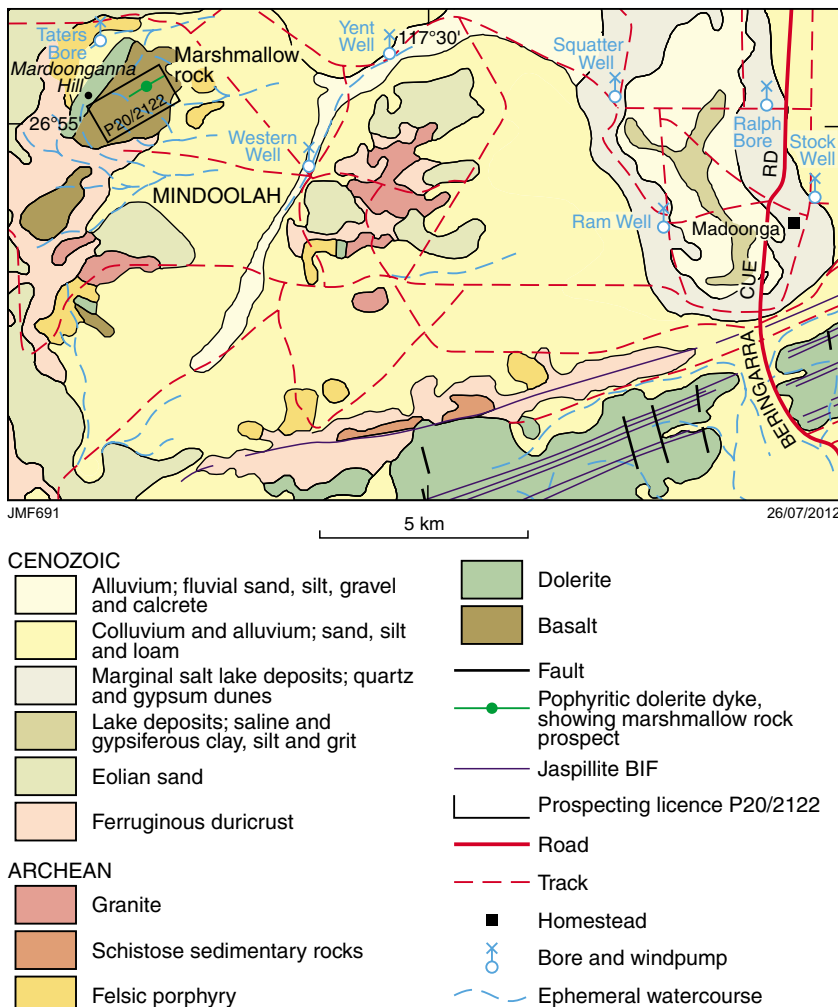 Taters
Bore
Mardoonganna
Hill
Marshmallow
rock
P20/2122
26°55'
Yent
Well
117°30'
Western
Well
MINDOOLAH
Squatter
Well
Ralph
Bore
Stock
Well
Ram Well
Madoonga
BERINGARRA CUE RD
JMF691
26/07/2012
5 km
CENOZOIC
Alluvium; fluvial sand, silt, gravel
and calcrete
Colluvium and alluvium; sand, silt
and loam
Marginal salt lake deposits; quartz
and gypsum dunes
Lake deposits; saline and
gypsiferous clay, silt and grit
Eolian sand
Ferruginous duricrust
ARCHEAN
Granite
Schistose sedimentary rocks
Felsic porphyry
Dolerite
Basalt
Fault
Pophyritic dolerite dyke,
showing marshmallow rock
prospect
Jaspillite BIF
Prospecting licence P20/2122
Road
Track
Homestead
Bore and windpump
Ephemeral watercourse